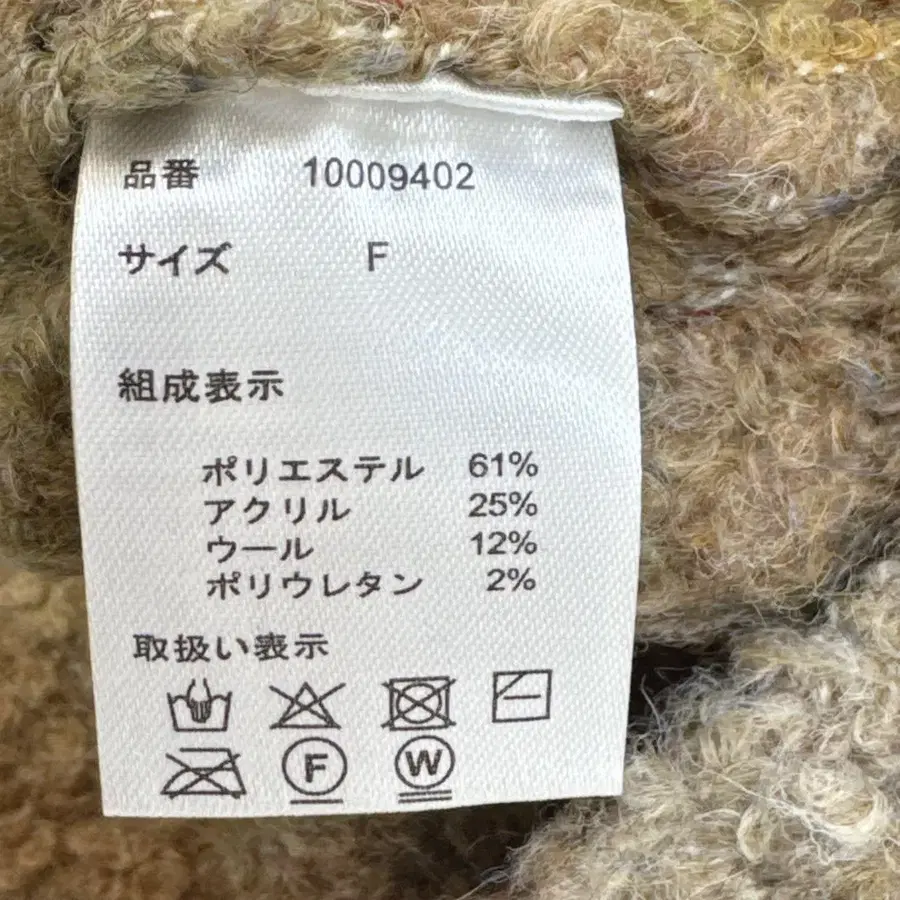 品番 10009402
サイズ F
組成表示
ポリエステル 61%
アクリル 25%
ウール 12%
ポリウレタン 2%
取扱い表示
F W